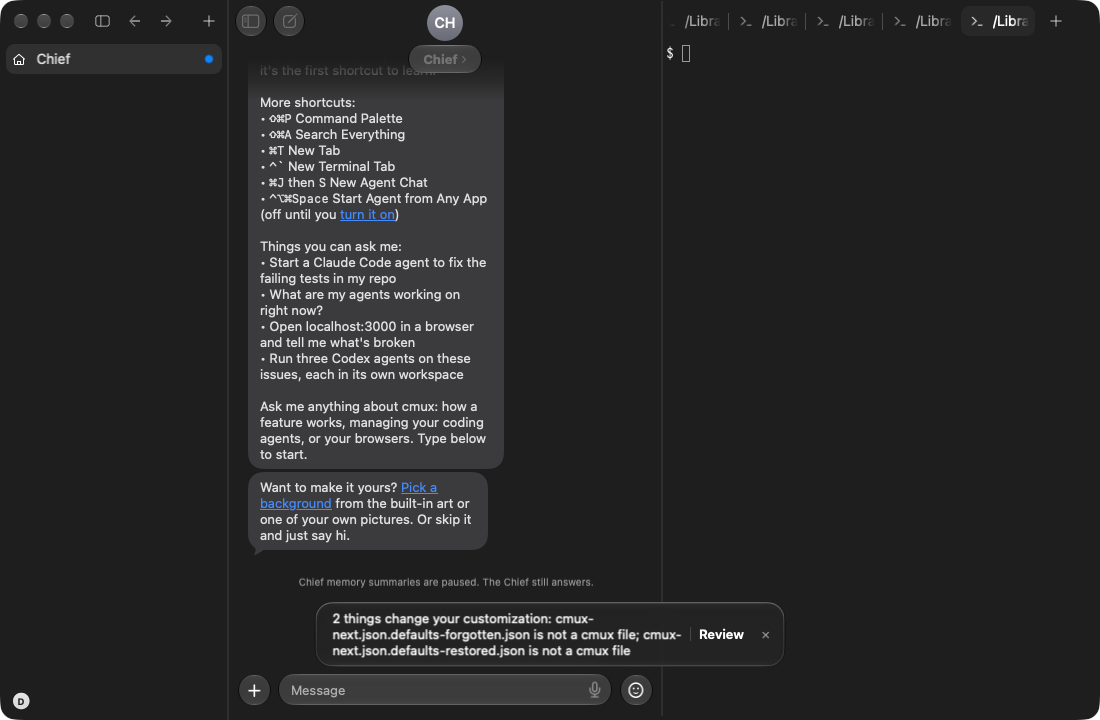 CH
Chief
Chief ›
it's the first shortcut to learn.
More shortcuts:
• ⇧⌘P Command Palette
• ⇧⌘A Search Everything
• ⌘T New Tab
• ^` New Terminal Tab
• ⌘J then S New Agent Chat
• ^⌥⌘Space Start Agent from Any App
(off until you turn it on)
Things you can ask me:
• Start a Claude Code agent to fix the
failing tests in my repo
• What are my agents working on
right now?
• Open localhost:3000 in a browser
and tell me what's broken
• Run three Codex agents on these
issues, each in its own workspace
Ask me anything about cmux: how a
feature works, managing your coding
agents, or your browsers. Type below
to start.
Want to make it yours? Pick a
background from the built-in art or
one of your own pictures. Or skip it
and just say hi.
Chief memory summaries are paused. The Chief still answers.
2 things change your customization: cmux-
next.json.defaults-forgotten.json is not a cmux file; cmux-
next.json.defaults-restored.json is not a cmux file
Review ×
Message
D
/Libra >_ /Libra >_ /Libra >_ /Libra >_ /Libra
$